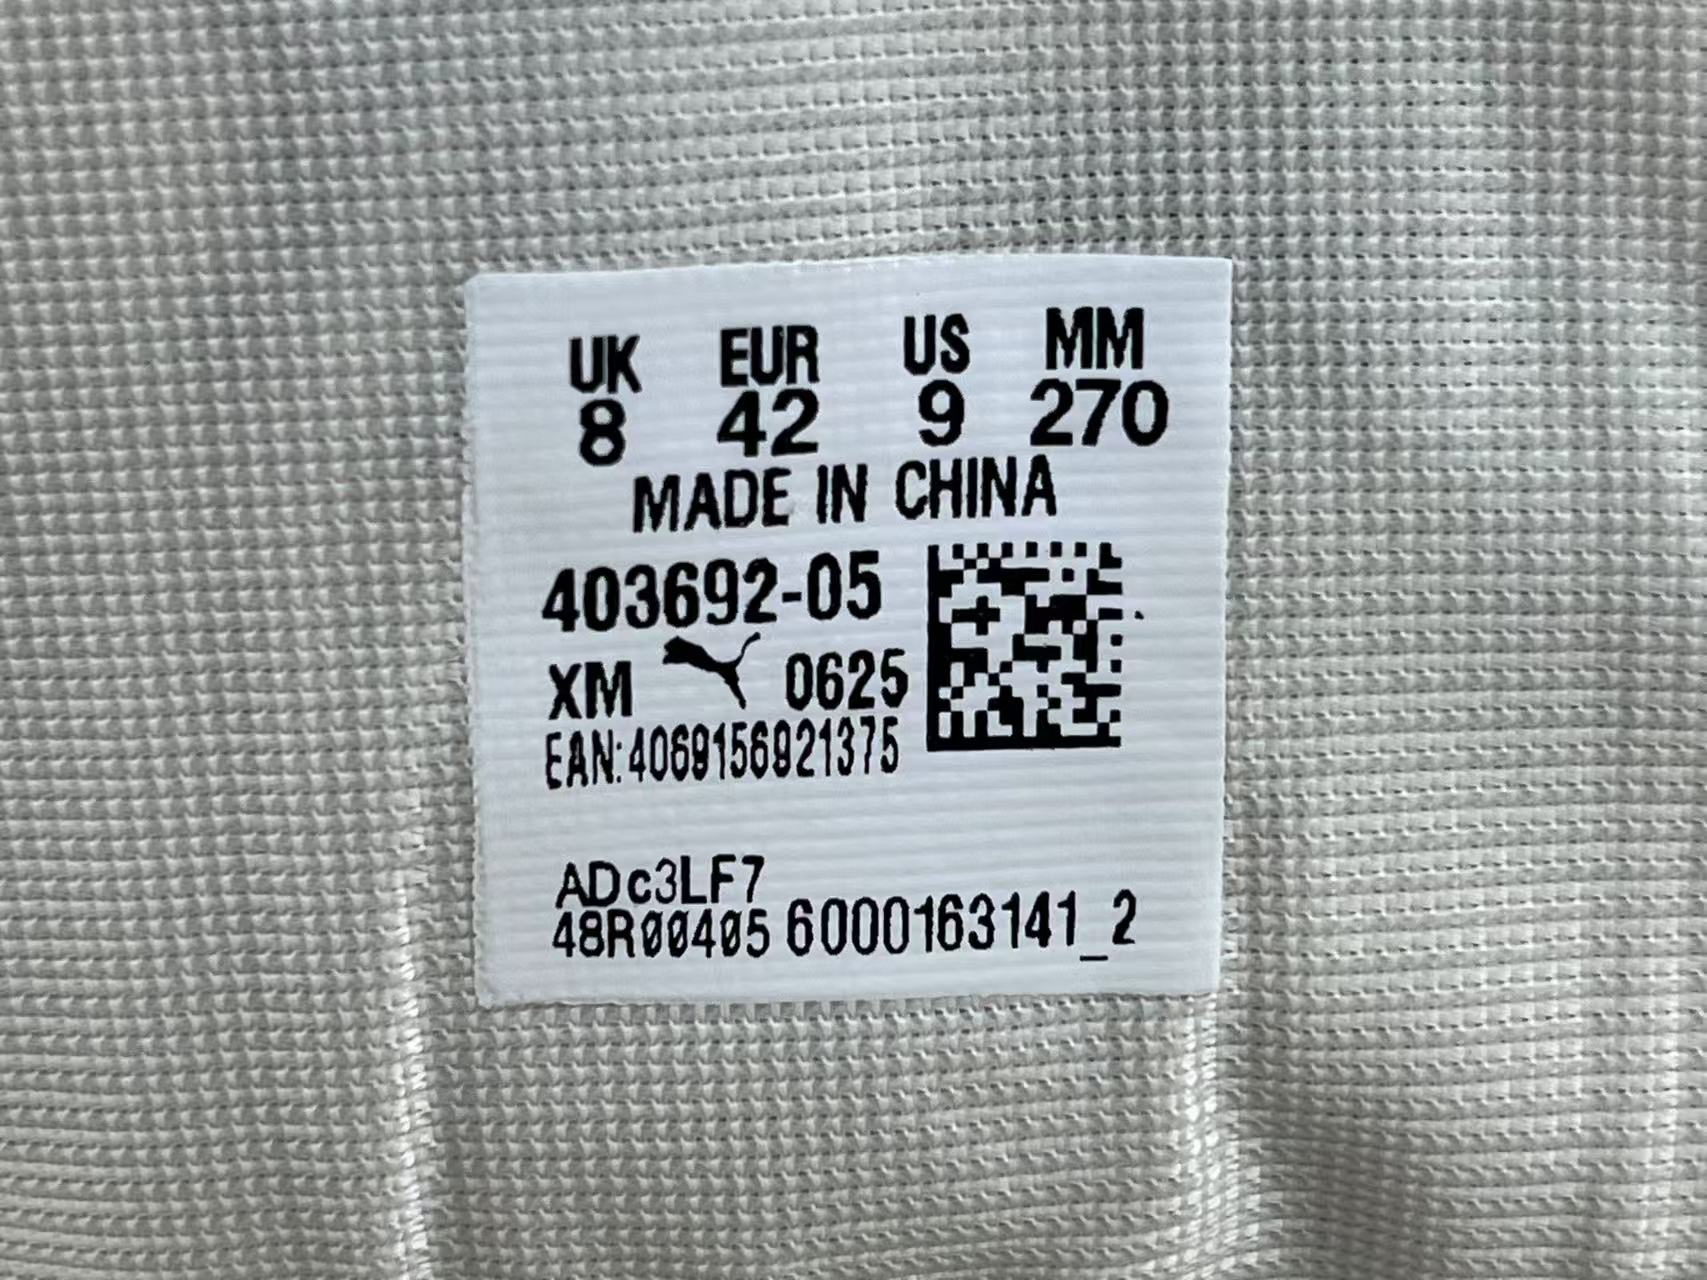 UK EUR US MM
8 42 9 270
MADE IN CHINA
403692-05
XM 0625
EAN:4069156921375
ADc3LF7
48R00405 6000163141_2